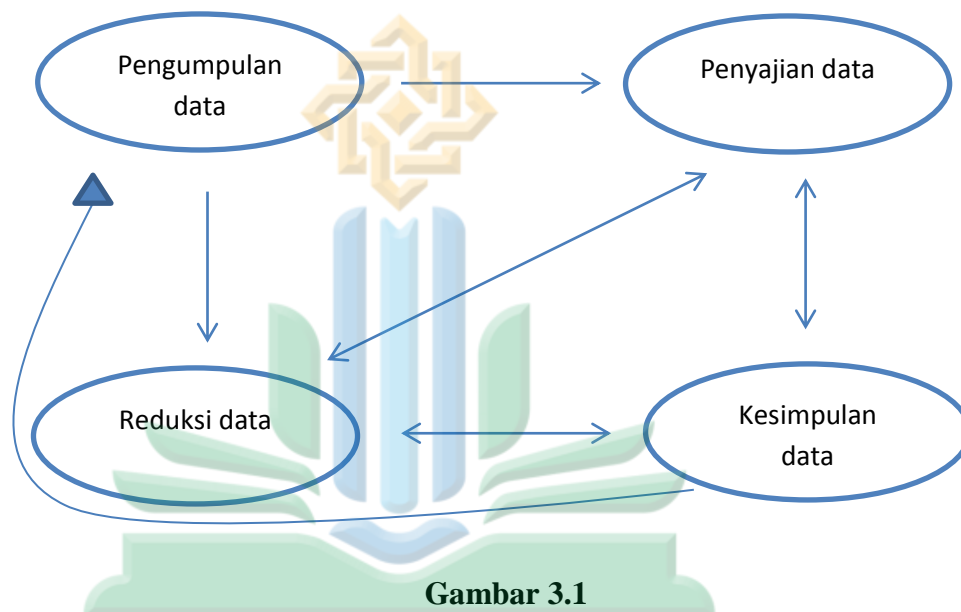 Pengumpulan
data
Penyajian data
Reduksi data
Kesimpulan
data
Gambar 3.1